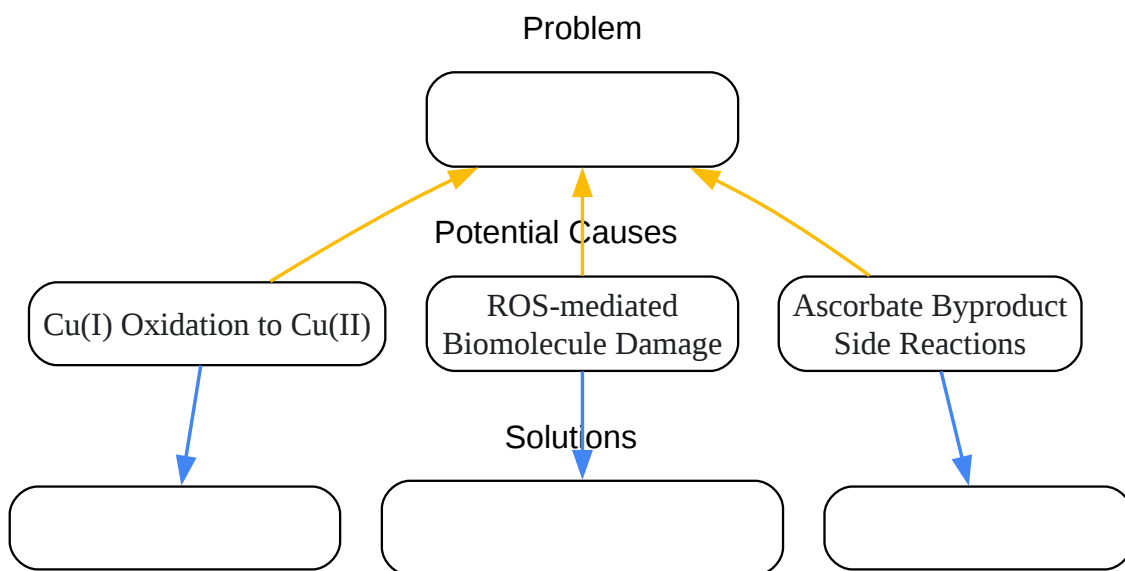 Problem
Potential Causes
Cu(I) Oxidation to Cu(II)
ROS-mediated
Biomolecule Damage
Ascorbate Byproduct
Side Reactions
Solutions